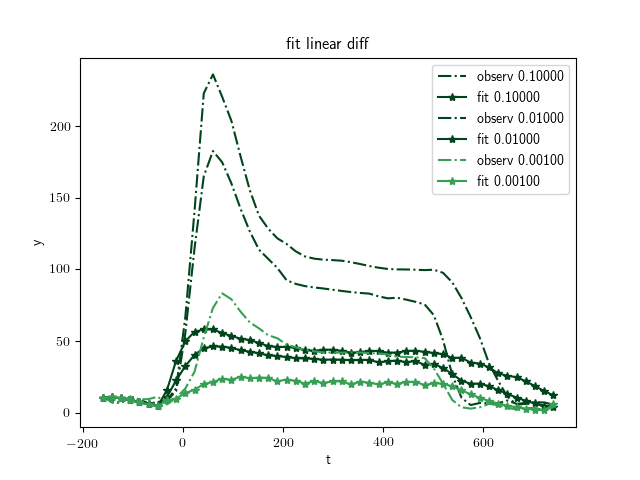 fit linear diff
observ 0.10000
fit 0.10000
observ 0.01000
fit 0.01000
observ 0.00100
fit 0.00100
y
200
150
100
50
0
−200
0
200
400
600
t